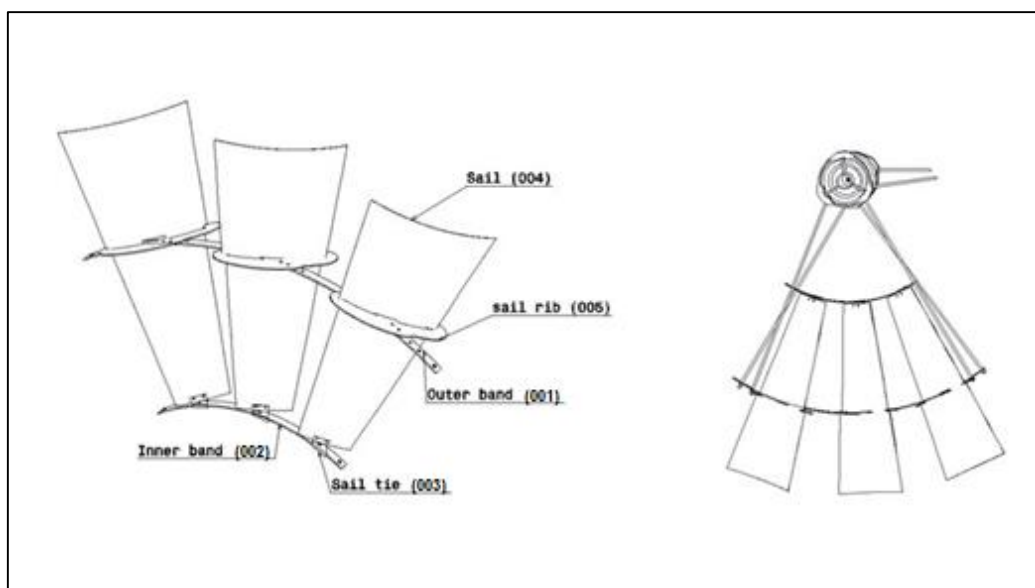 Sail (004)
sail rib (005)
Outer band (001)
Inner band (002)
Sail tie (003)